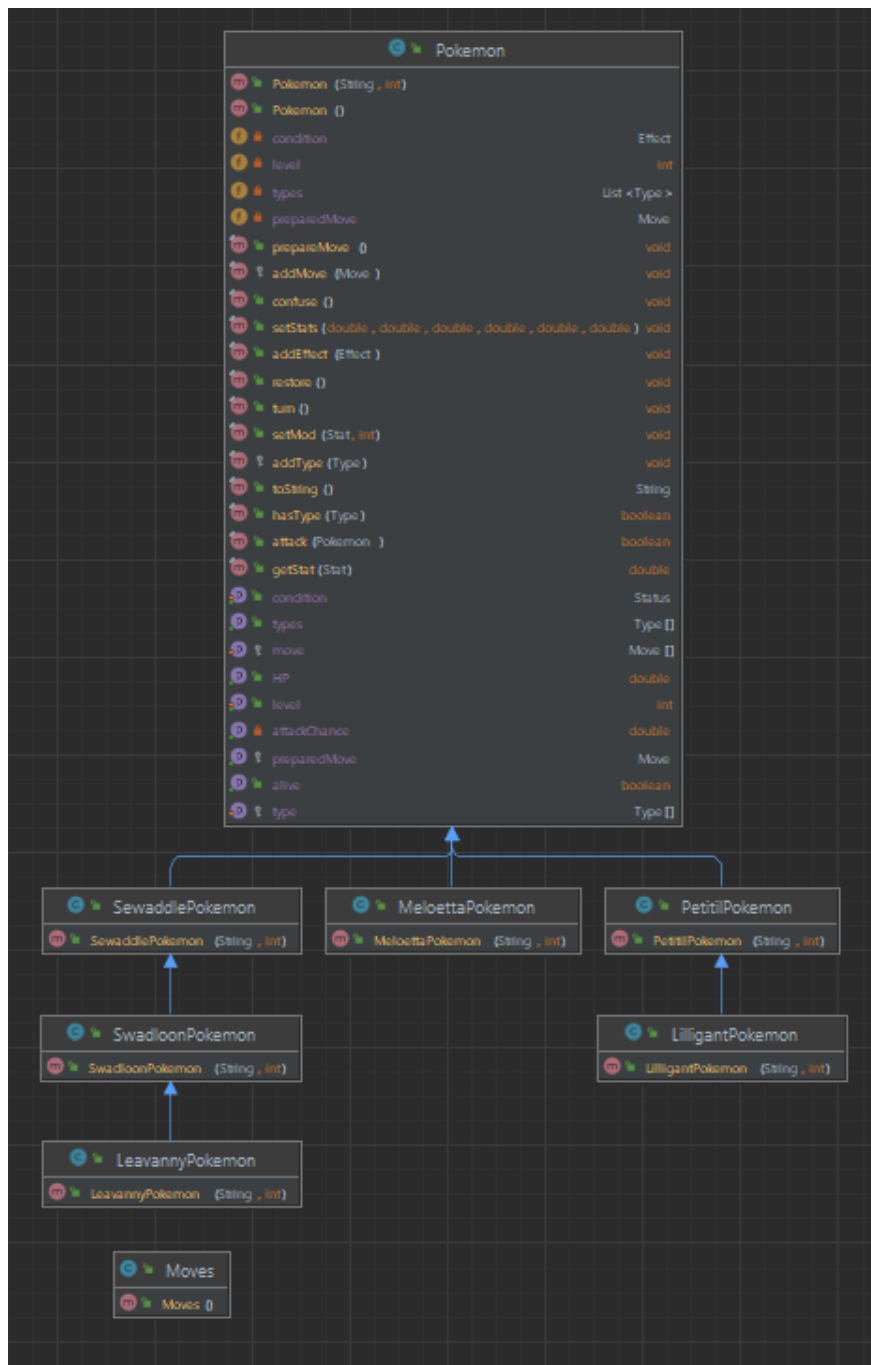 Pokemon
Pokemon (String, int)
Pokemon ()
condition Effect
level int
types List <Type>
preparedMove Move
prepareMove () void
addMove (Move) void
confuse () void
setStats (double, double, double, double, double, double) void
addEffect (Effect) void
restore () void
turn () void
setMod (Stat, int) void
addType (Type) void
toString () String
hasType (Type) boolean
attack (Pokemon) boolean
getStat (Stat) double
condition Status
types Type []
move Move []
HP double
level int
attackChance double
preparedMove Move
alive boolean
type Type []
SewaddlePokemon MeloettaPokemon PetitilPokemon
SewaddlePokemon (String, int) MeloettaPokemon (String, int) PetitilPokemon (String, int)
SwadloonPokemon LilligantPokemon
SwadloonPokemon (String, int) LilligantPokemon (String, int)
LeavannyPokemon
LeavannyPokemon (String, int)
Moves
Moves ()